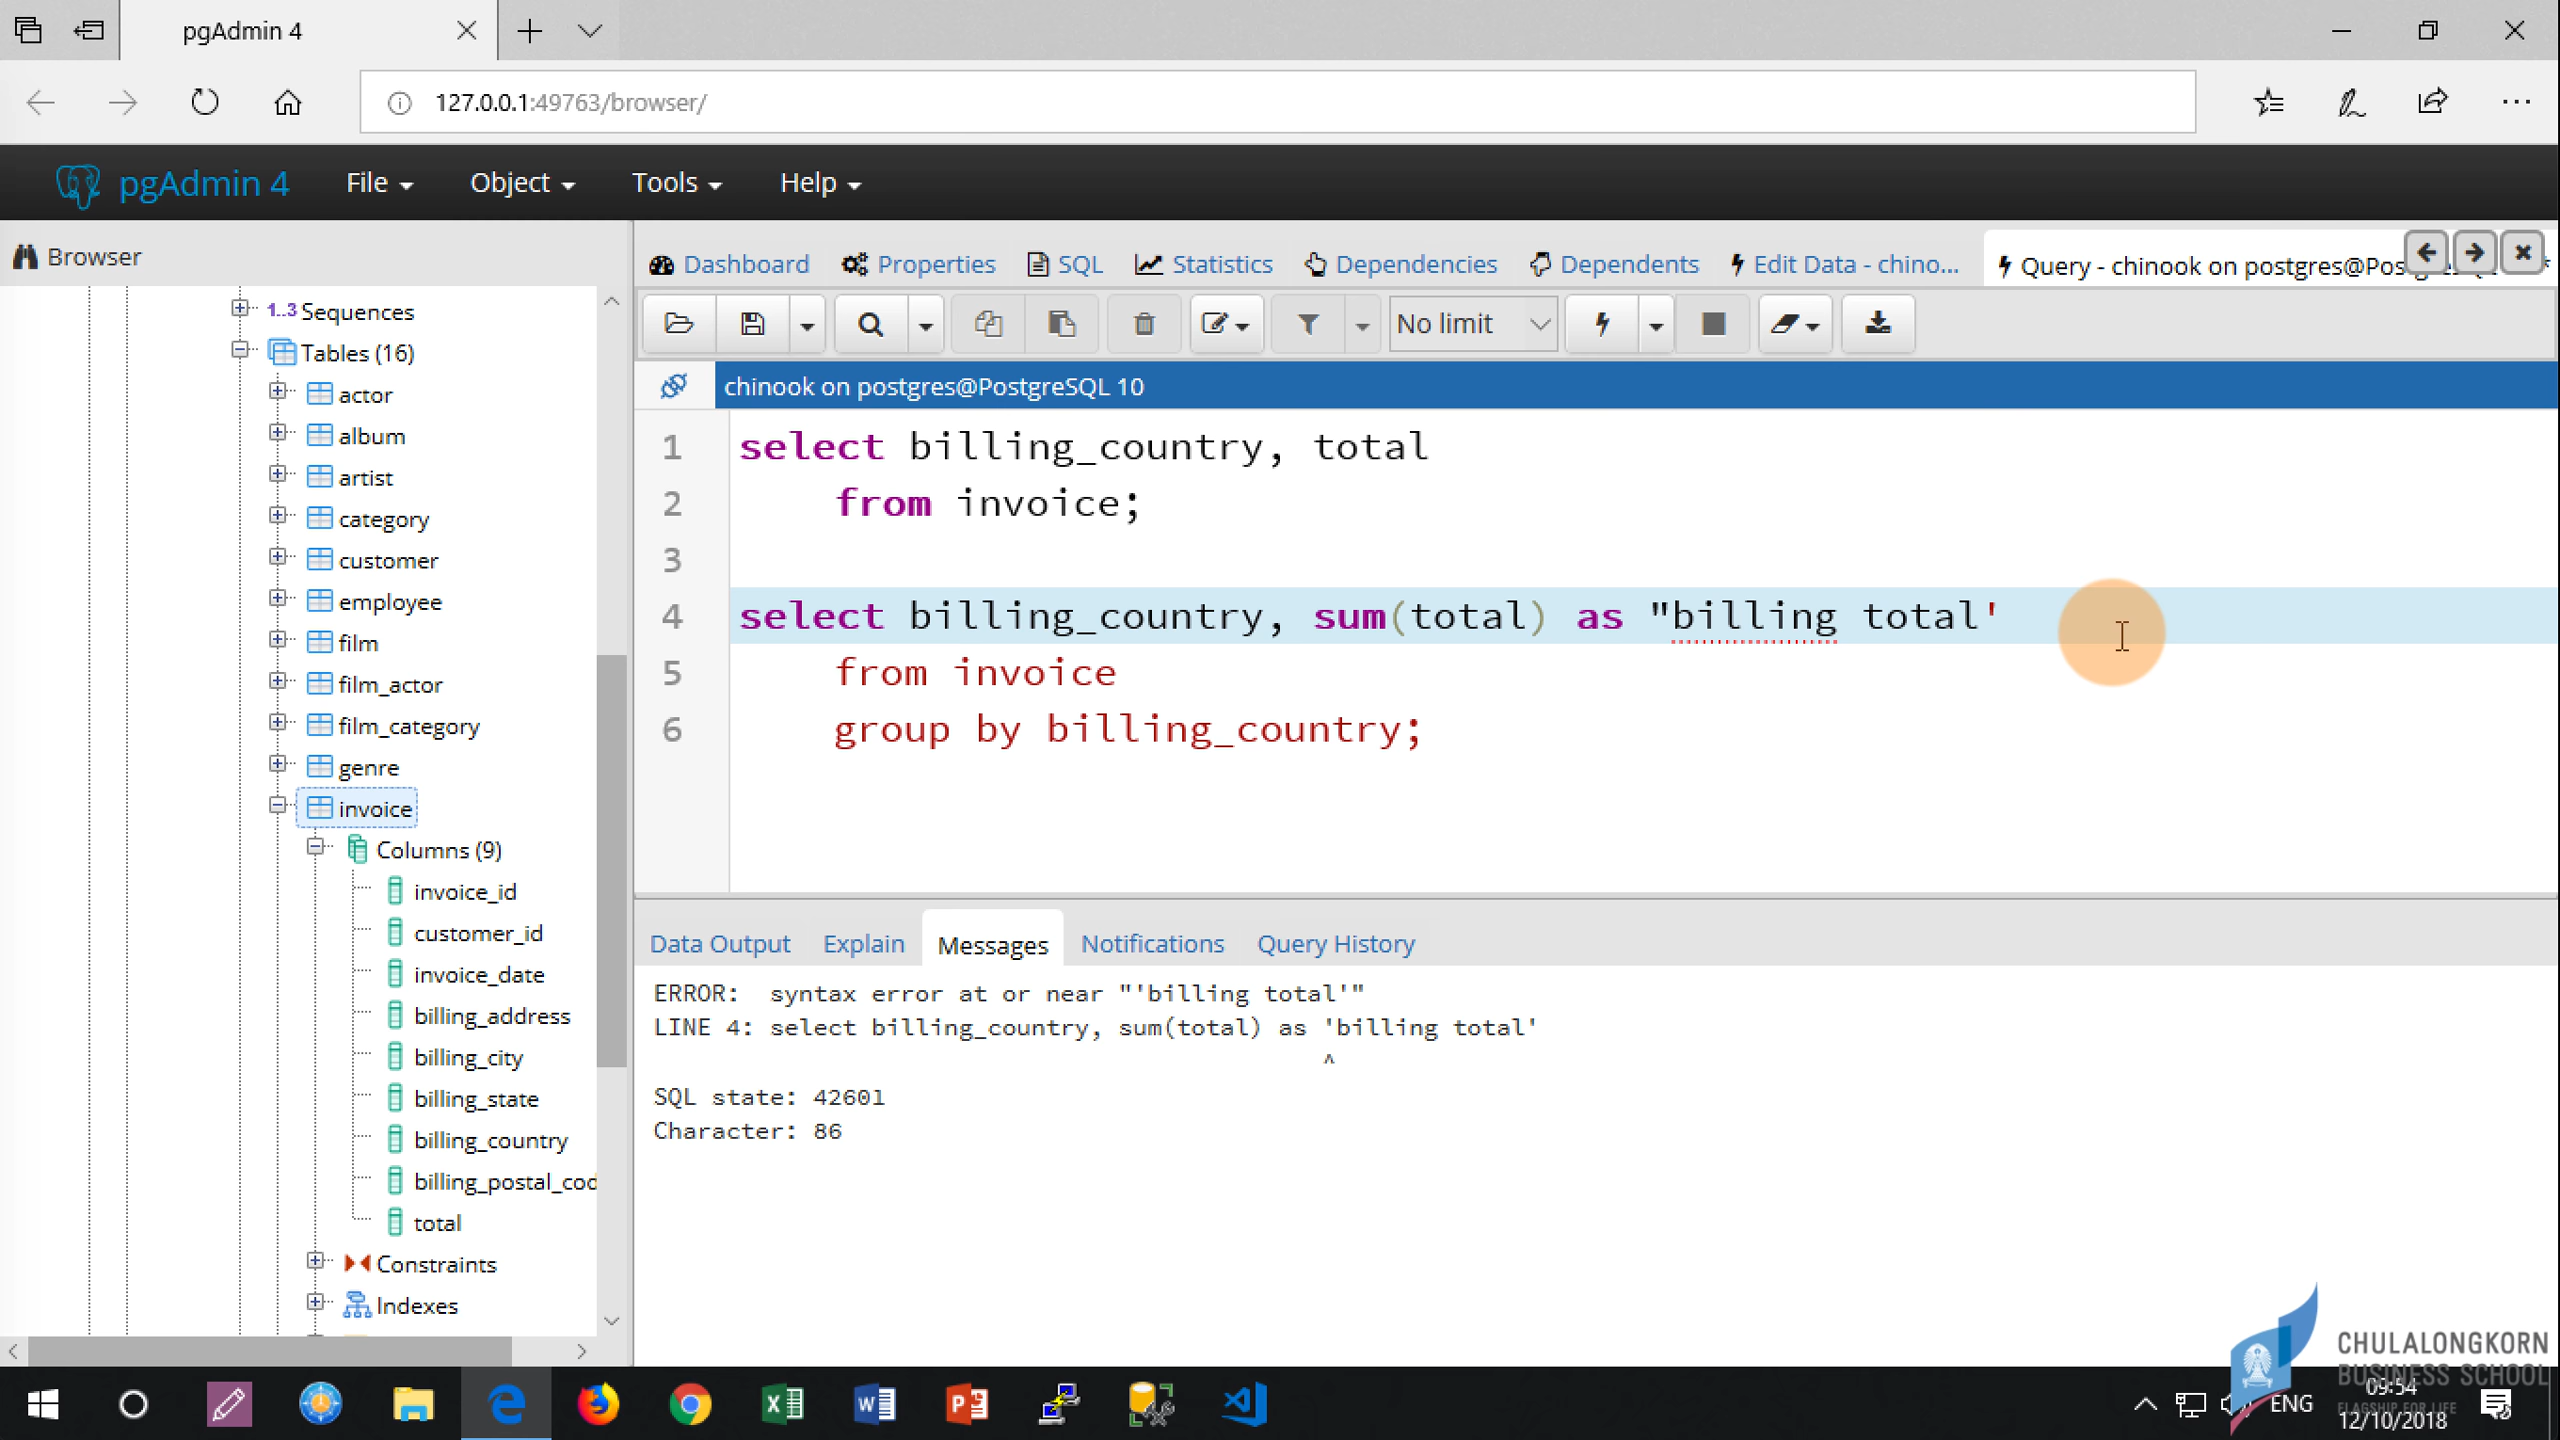 pgAdmin 4
127.0.0.1:49763/browser/
pgAdmin 4 File Object Tools Help
Browser
Dashboard Properties SQL Statistics Dependencies Dependents Edit Data - chino... Query - chinook on postgres@Pos
No limit
chinook on postgres@PostgreSQL 10
1..3 Sequences
Tables (16)
actor
album
artist
category
customer
employee
film
film_actor
film_category
genre
invoice
Columns (9)
invoice_id
customer_id
invoice_date
billing_address
billing_city
billing_state
billing_country
billing_postal_cod
total
Constraints
Indexes
1 select billing_country, total
2 from invoice;
3
4 select billing_country, sum(total) as "billing total'
5 from invoice
6 group by billing_country;
Data Output Explain Messages Notifications Query History
ERROR: syntax error at or near "'billing total'"
LINE 4: select billing_country, sum(total) as 'billing total'
^
SQL state: 42601
Character: 86
CHULALONGKORN
BUSINESS SCHOOL
FLAGSHIP FOR LIFE
ENG
09:54
12/10/2018